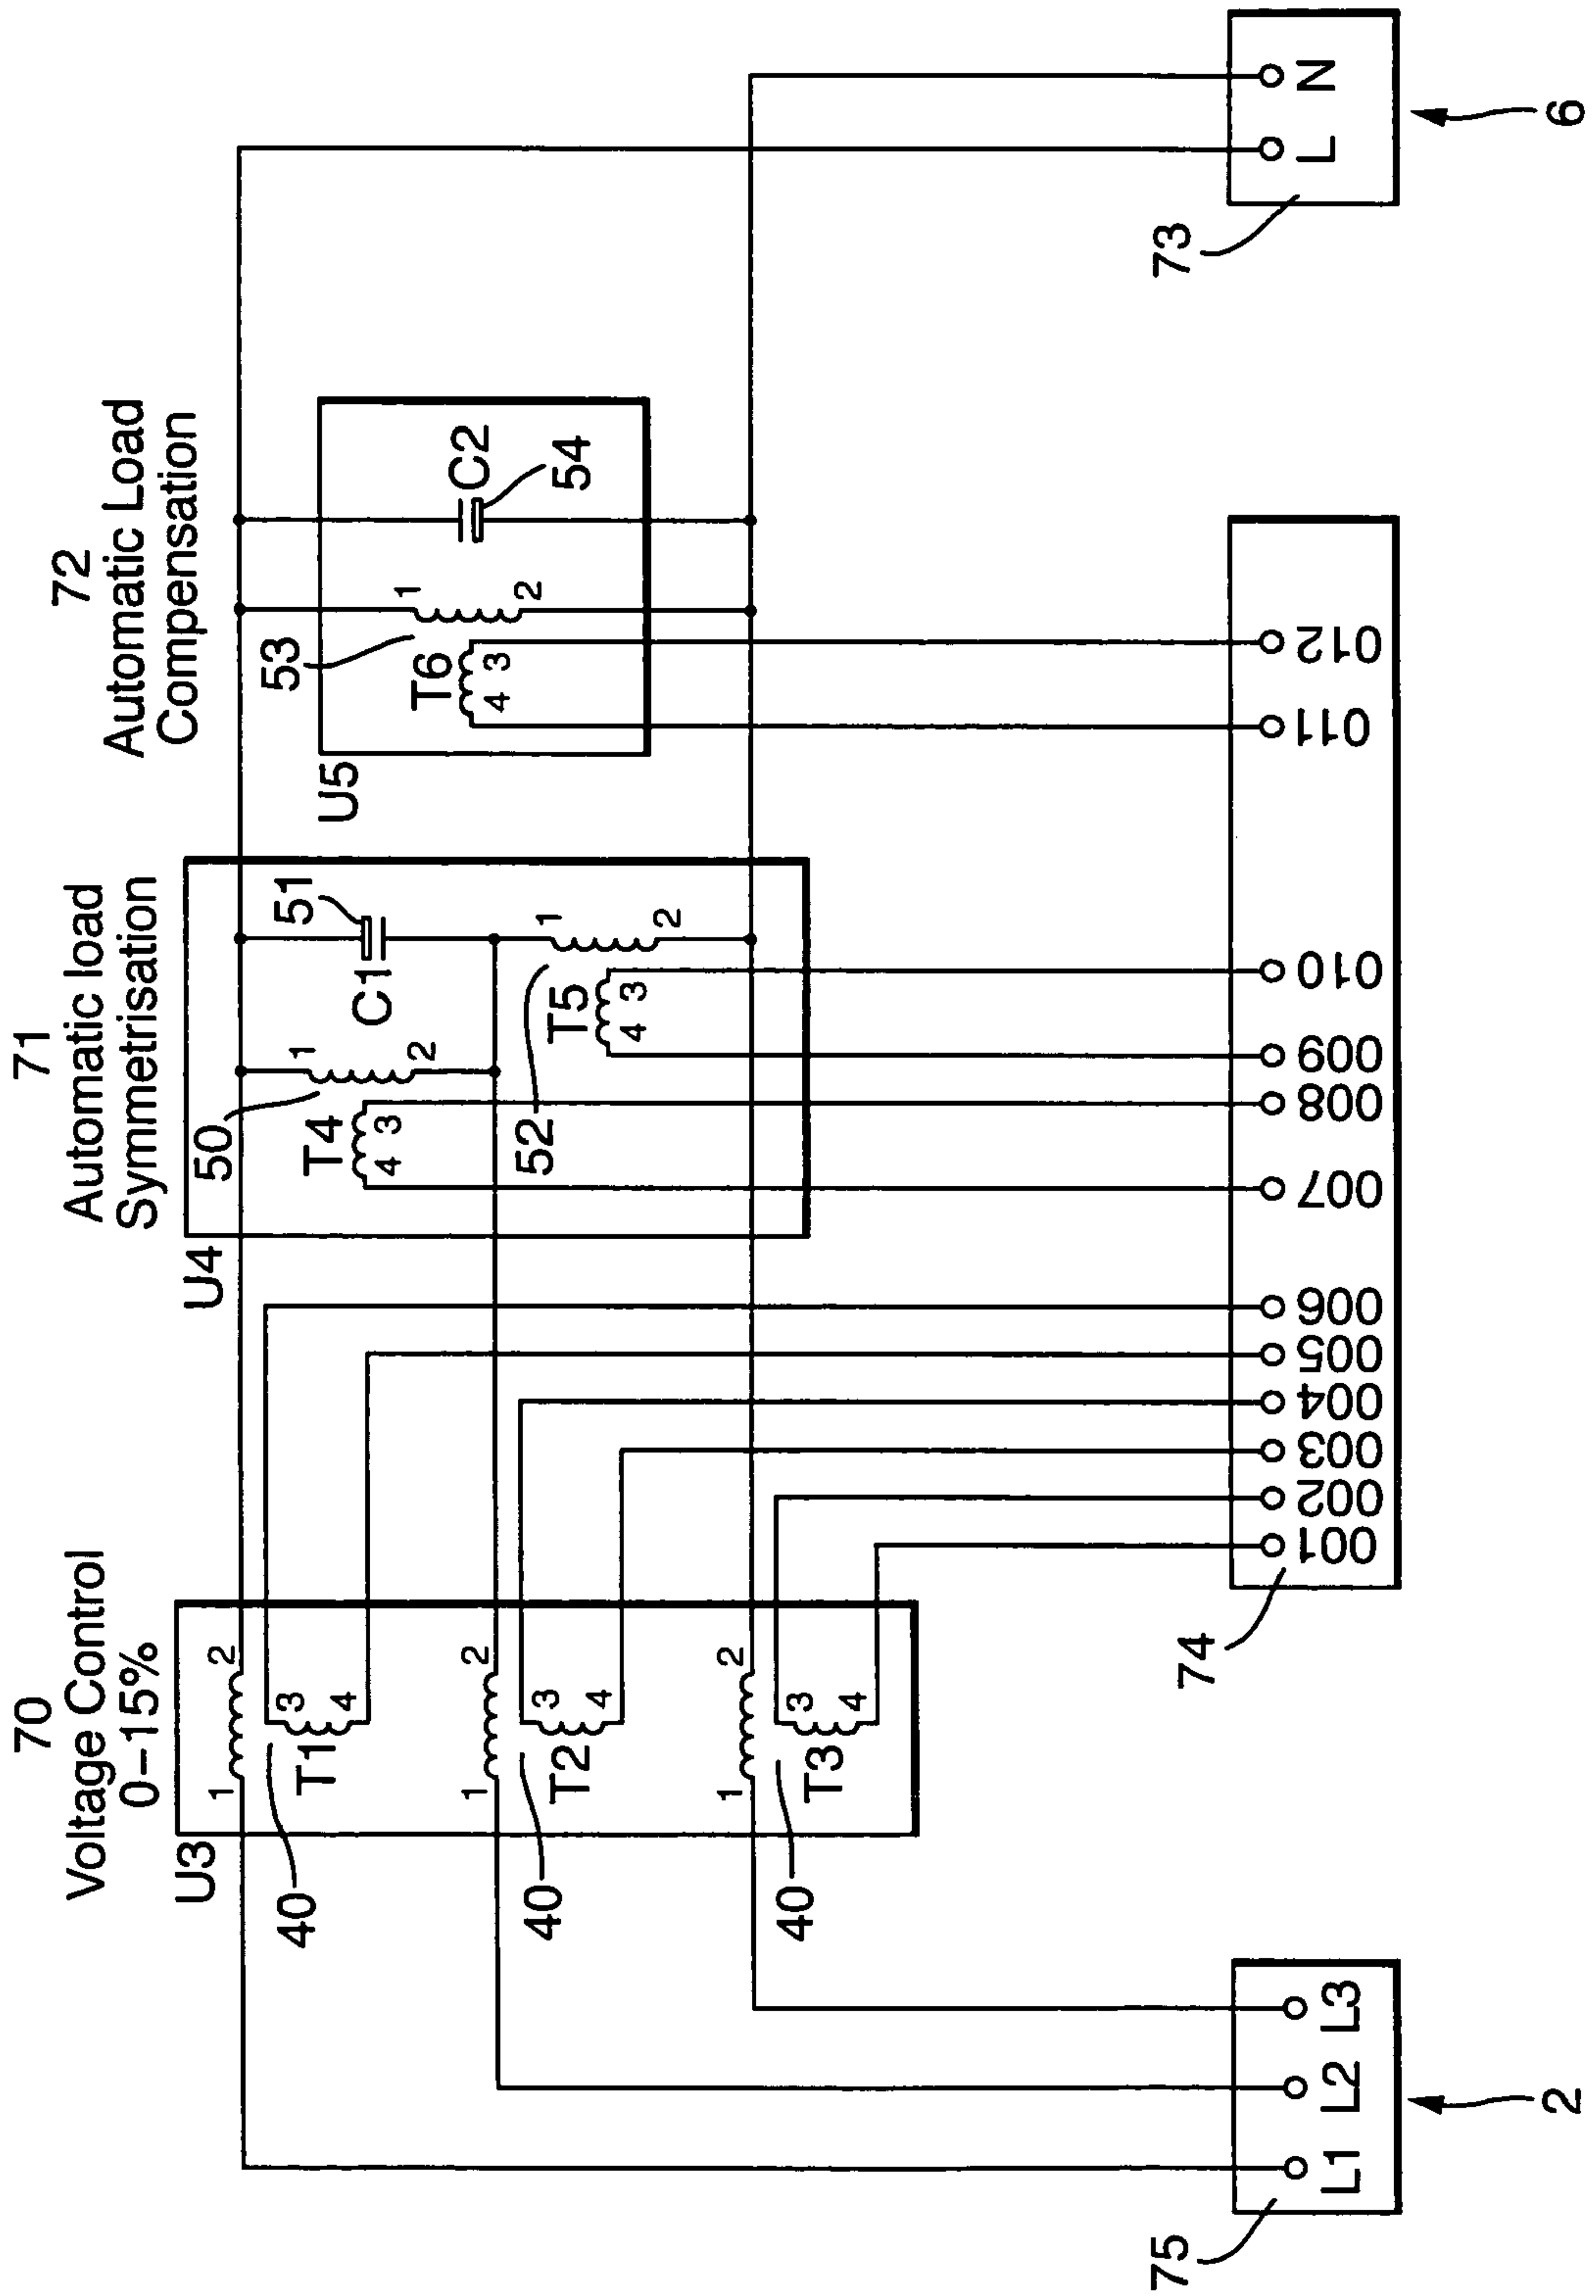 70
Voltage Control
0–15%
U3
1
2
3
4
T1
40
1
2
3
4
T2
40
1
2
3
4
T3
40
71
Automatic load
Symmetrisation
U4
50
1
2
T4
4
3
51
C1
52
1
2
T5
4
3
72
Automatic Load
Compensation
U5
53
1
2
T6
4
3
C2
54
75
L1
L2
L3
2
74
001
002
003
004
005
006
007
008
009
010
011
012
73
L
N
6